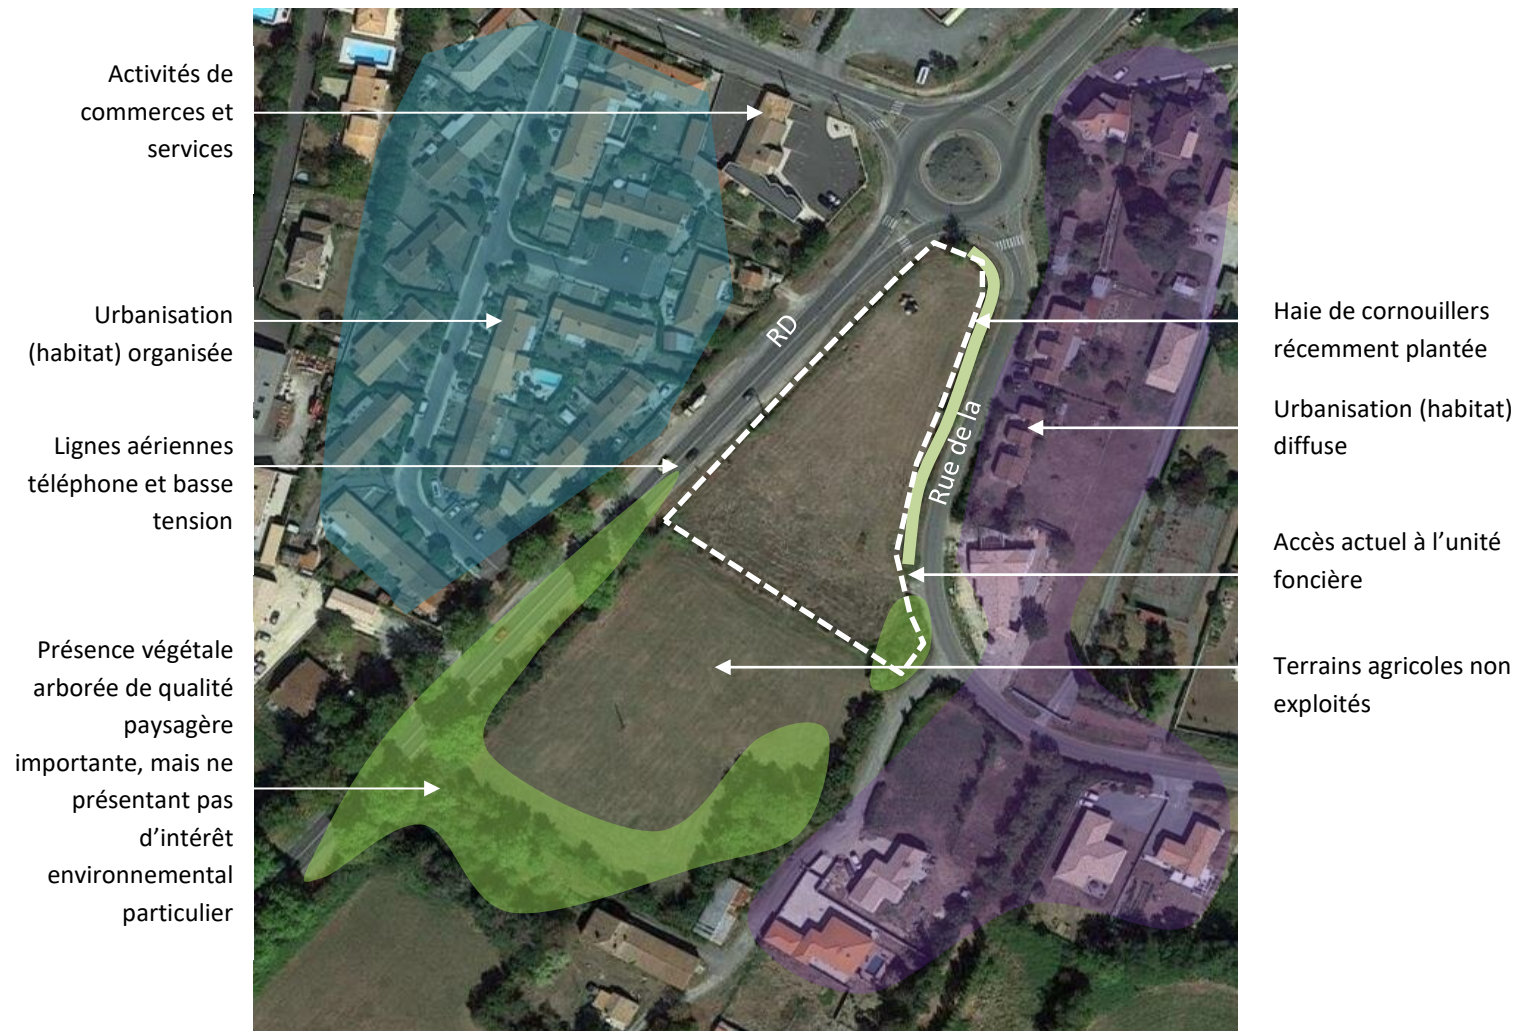 Activités de
commerces et
services
Urbanisation
(habitat) organisée
Lignes aériennes
téléphone et basse
tension
Présence végétale
arborée de qualité
paysagère
importante, mais ne
présentant pas
d’intérêt
environnemental
particulier
RD
Rue de la
Haie de cornouillers
récemment plantée
Urbanisation (habitat)
diffuse
Accès actuel à l’unité
foncière
Terrains agricoles non
exploités